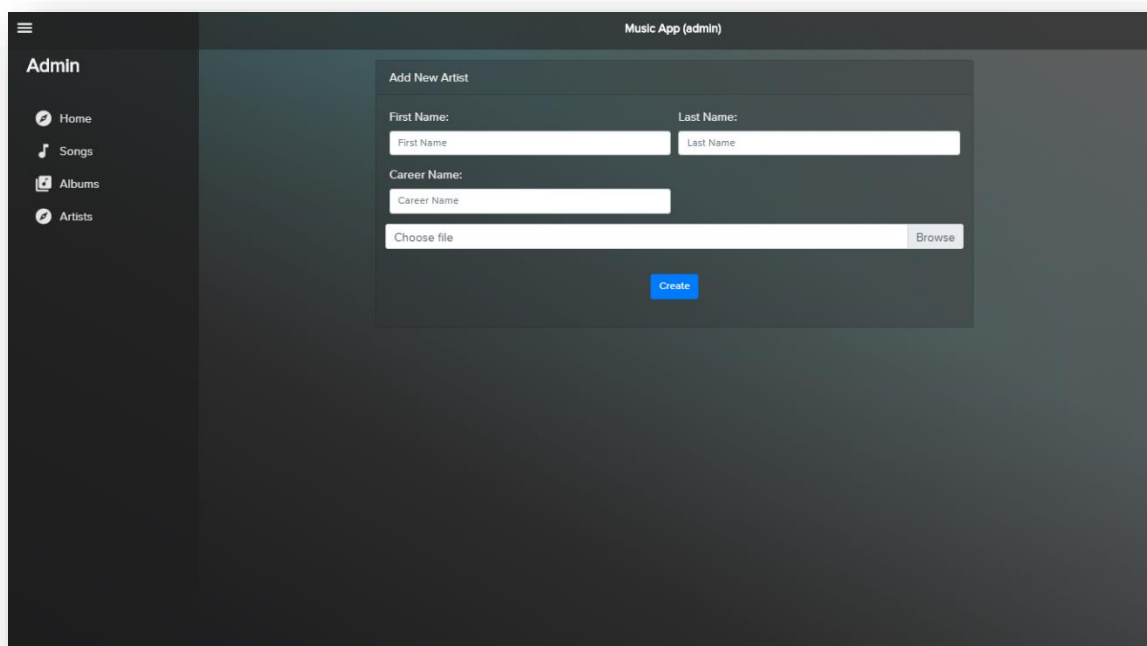 Music App (admin)
Admin
Home
Songs
Albums
Artists
Add New Artist
First Name: Last Name:
First Name Last Name
Career Name:
Career Name
Choose file Browse
Create